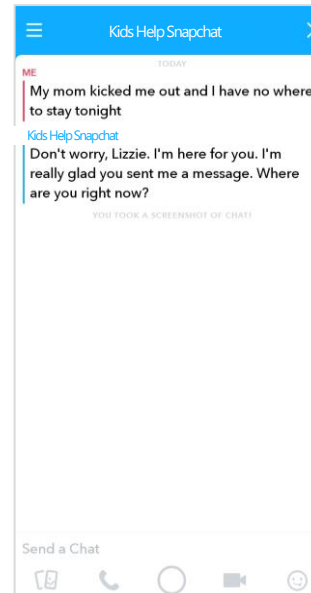 Kids Help Snapchat
TODAY
ME
My mom kicked me out and I have no where
to stay tonight
Kids Help Snapchat
Don't worry, Lizzie. I'm here for you. I'm
really glad you sent me a message. Where
are you right now?
YOU TOOK A SCREENSHOT OF CHAT!
Send a Chat